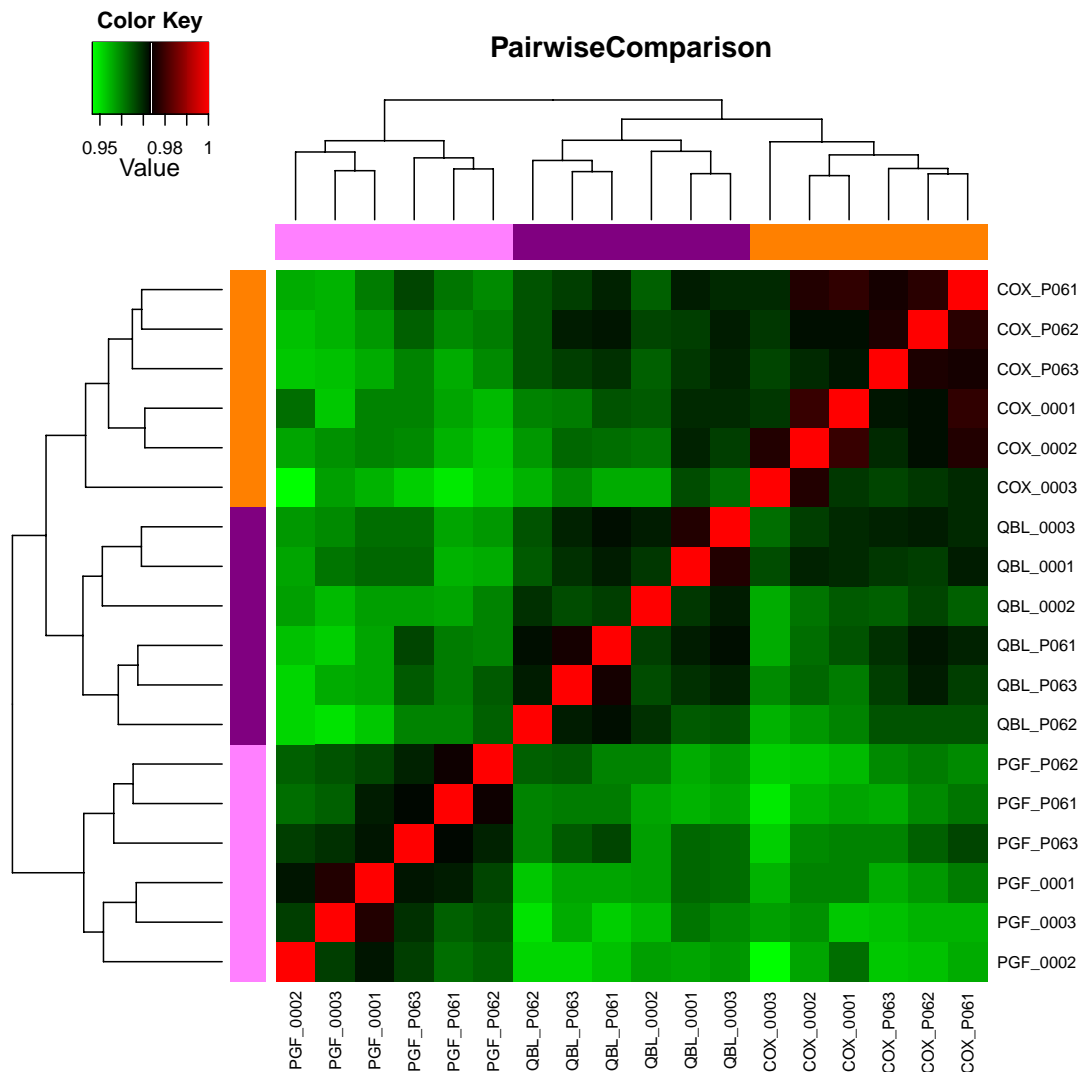 Color Key
PairwiseComparison
0.95 0.98 1
Value
COX_P061
COX_P062
COX_P063
COX_0001
COX_0002
COX_0003
QBL_0003
QBL_0001
QBL_0002
QBL_P061
QBL_P063
QBL_P062
PGF_P062
PGF_P061
PGF_P063
PGF_0001
PGF_0003
PGF_0002
PGF_0002
PGF_0003
PGF_0001
PGF_P063
PGF_P061
PGF_P062
QBL_P062
QBL_P063
QBL_P061
QBL_0002
QBL_0001
QBL_0003
COX_0003
COX_0002
COX_0001
COX_P063
COX_P062
COX_P061